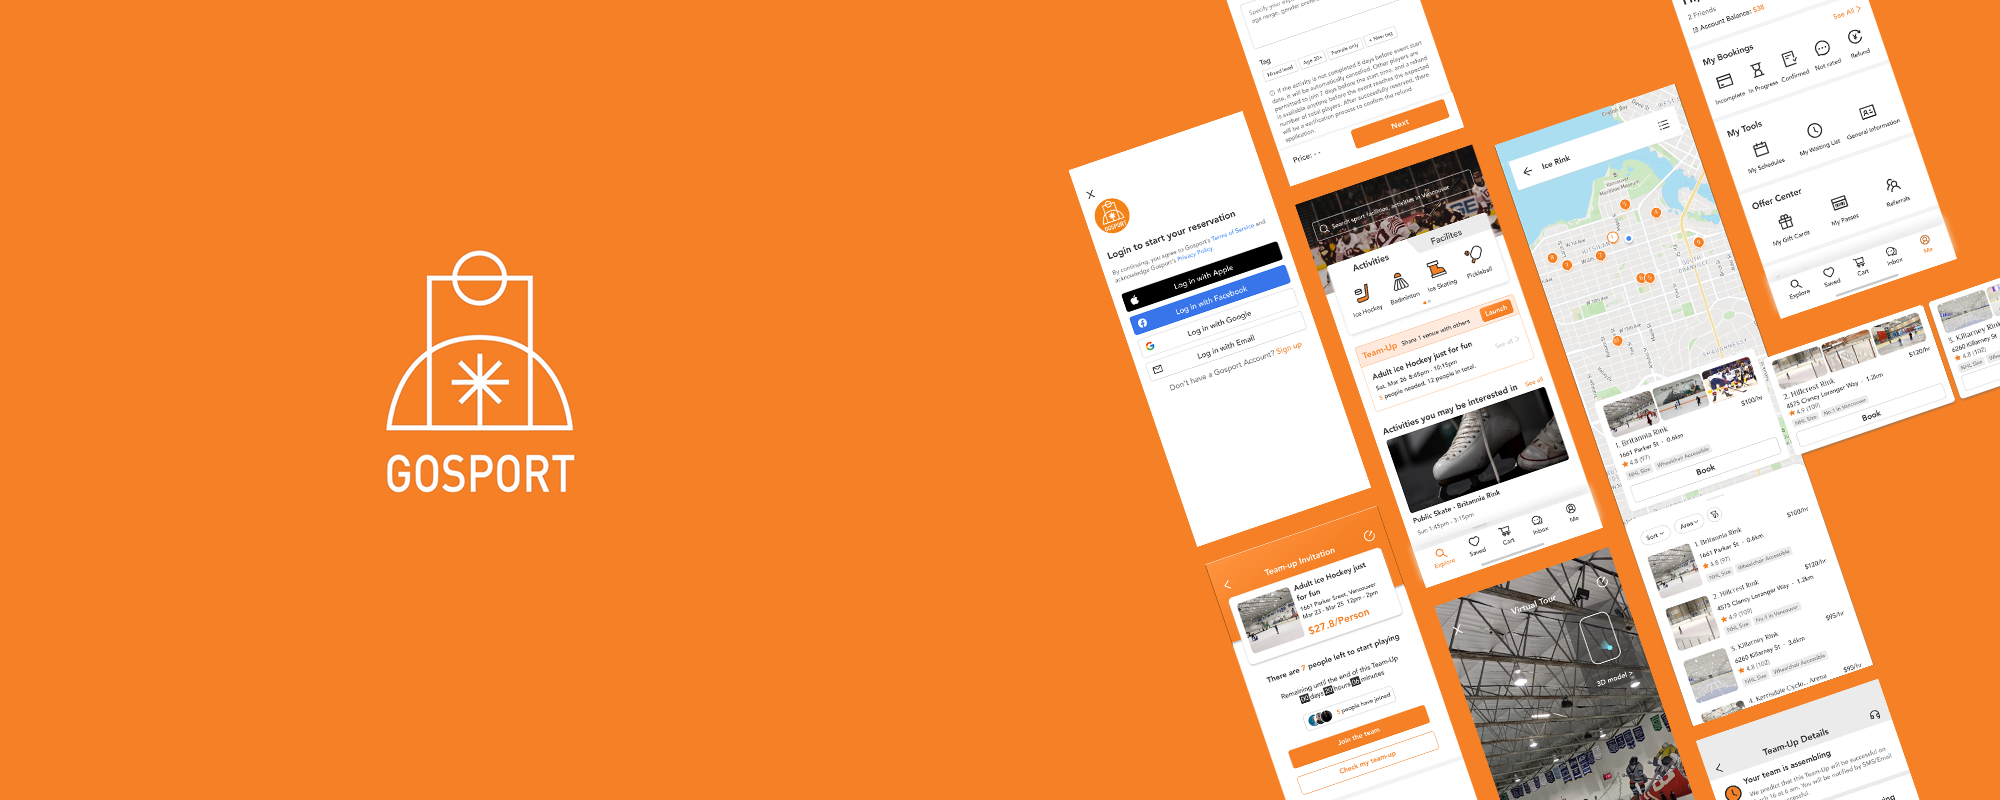 GOSPORT
GOSPORT
Login to start your reservation
By continuing, you agree to Gosport's Terms of Service and
acknowledge Gosport's Privacy Policy.
Log in with Apple
Log in with Facebook
Log in with Google
Log in with Email
Don't have a Gosport Account? Sign up
Tag
Mixed level
Age 20+
Female only
+ New tag
If the activity is not completed 8 days before event start
date, it will be automatically canceled. Other players are
permitted to join 7 days before the start time, and a refund
is available anytime before the event reaches the expected
number of total players. After successfully reserved, there
will be a verification process to confirm the refund
application.
Price: - -
Next
Search sport facilities, activities in Vancouver
Activities
Facilites
Ice Hockey
Badminton
Ice Skating
Pickleball
Team-Up
Share 1 venue with others
Launch
Adult ice Hockey just for fun
See all >
Sat. Mar 26 8:45pm - 10:15pm
5 people needed, 12 people in total.
Activities you may be interested in
See all
Public Skate · Britannia Rink
Sun 1:45pm - 3:15pm
Explore
Saved
Cart
Inbox
Me
Team-up Invitation
Adult ice Hockey just
for fun
1661 Parker Street, Vancouver
Mar 23 - Mar 25 12pm - 2pm
$27.8/Person
There are 7 people left to start playing
Remaining until the end of this Team-Up
days
hours
minutes
5 people have joined
Join the team
Check my team-up
Virtual Tour
3D model >
Ice Rink
KITSILANO
SOUTH GRANVILLE
SHAUGHNESSY
$100/hr
1. Britannia Rink
1661 Parker St · 0.6km
4.8 (97)
NHL Size
Wheelchair Accessible
Book
$120/hr
2. Hillcrest Rink
4575 Clancy Loranger Way · 1.2km
4.9 (109)
NHL Size
No.1 in Vancouver
Book
3. Killarney Rink
6260 Killarney St
4.8 (102)
NHL Size
Sort
Area
1. Britannia Rink
$100/hr
1661 Parker St · 0.6km
4.8 (97)
NHL Size
Wheelchair Accessible
2. Hillcrest Rink
$120/hr
4575 Clancy Loranger Way · 1.2km
4.9 (109)
NHL Size
No.1 in Vancouver
3. Killarney Rink
$95/hr
6260 Killarney St · 3.6km
4.8 (102)
NHL Size
Wheelchair Accessible
4. Kerrisdale Cyclo... Arena
$95/hr
2 Friends
Account Balance: $38
My Bookings
See All >
Incomplete
In Progress
Confirmed
Not rated
Refund
My Tools
My Schedules
My Waiting List
General Information
Offer Center
My Gift Cards
My Passes
Referrals
Explore
Saved
Cart
Inbox
Me
Team-Up Details
Your team is assembling
We predict that this Team-Up will be successful on
March 16 at 6 am. You will be notified by SMS/Email